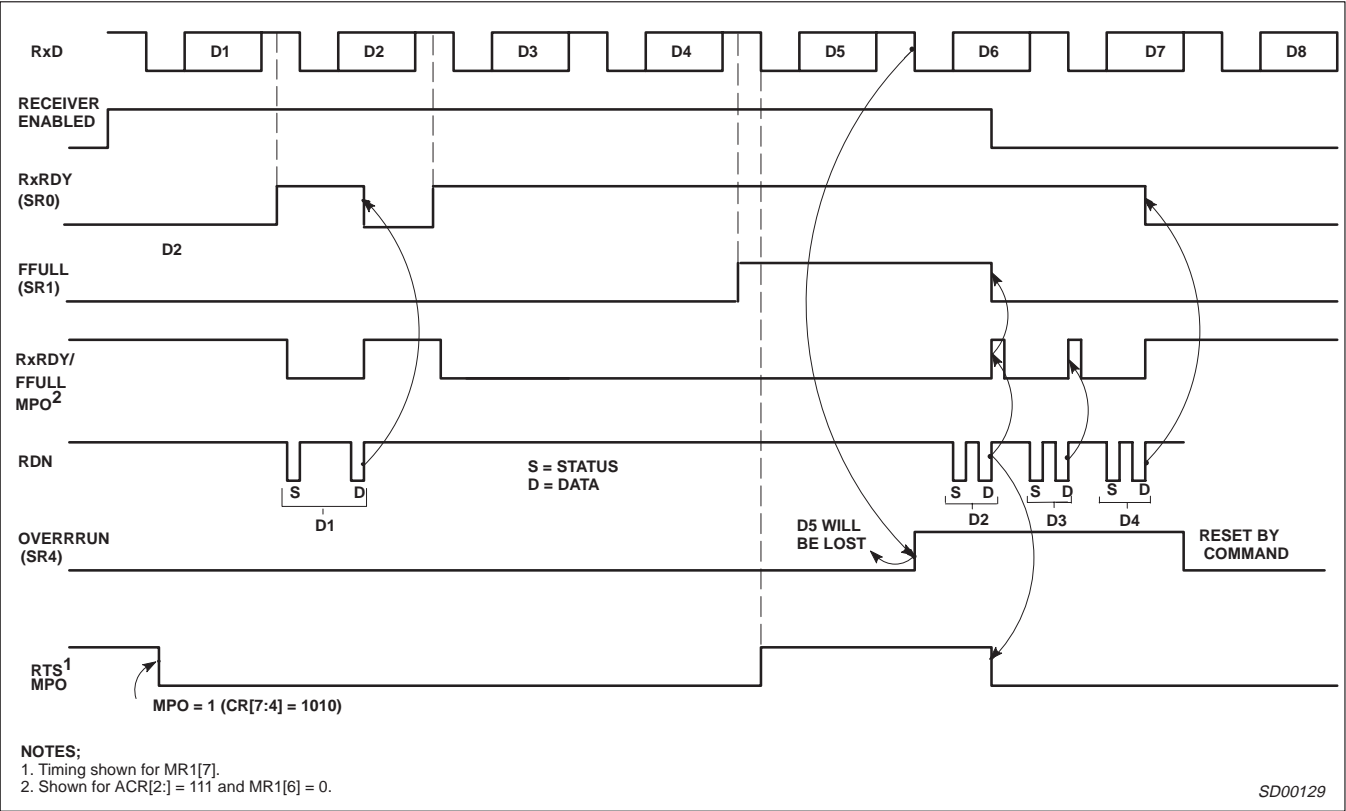 RxD D1 D2 D3 D4 D5 D6 D7 D8
RECEIVER
ENABLED
RxRDY
(SR0)
D2
FFULL
(SR1)
RxRDY/
FFULL
MPO2
RDN
S = STATUS
D = DATA
S D S D S D S D
D1 D2 D3 D4
D5 WILL
BE LOST
OVERRRUN
(SR4)
RESET BY
COMMAND
RTS1
MPO
MPO = 1 (CR[7:4] = 1010)
NOTES;
1. Timing shown for MR1[7].
2. Shown for ACR[2:] = 111 and MR1[6] = 0.
SD00129